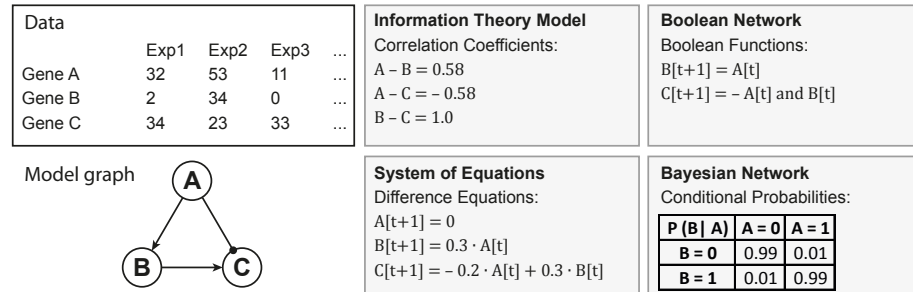 Data
Exp1 Exp2 Exp3 ...
Gene A 32 53 11 ...
Gene B 2 34 0 ...
Gene C 34 23 33 ...
Model graph
A
B C
Information Theory Model
Correlation Coefficients:
A – B = 0.58
A – C = – 0.58
B – C = 1.0
Boolean Network
Boolean Functions:
B[t+1] = A[t]
C[t+1] = – A[t] and B[t]
System of Equations
Difference Equations:
A[t+1] = 0
B[t+1] = 0.3 · A[t]
C[t+1] = – 0.2 · A[t] + 0.3 · B[t]
Bayesian Network
Conditional Probabilities:
P (B| A) A = 0 A = 1
B = 0 0.99 0.01
B = 1 0.01 0.99